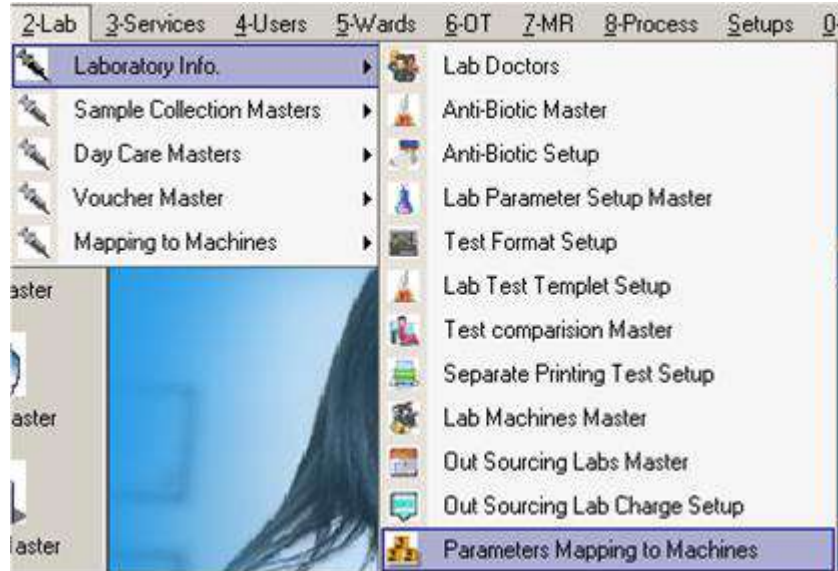 2-Lab 3-Services 4-Users 5-Wards 6-OT 7-MR 8-Process Setups 0
Laboratory Info.
Sample Collection Masters
Day Care Masters
Voucher Master
Mapping to Machines
Lab Doctors
Anti-Biotic Master
Anti-Biotic Setup
Lab Parameter Setup Master
Test Format Setup
Lab Test Templet Setup
Test comparision Master
Separate Printing Test Setup
Lab Machines Master
Out Sourcing Labs Master
Out Sourcing Lab Charge Setup
Parameters Mapping to Machines
aster
aster
laster